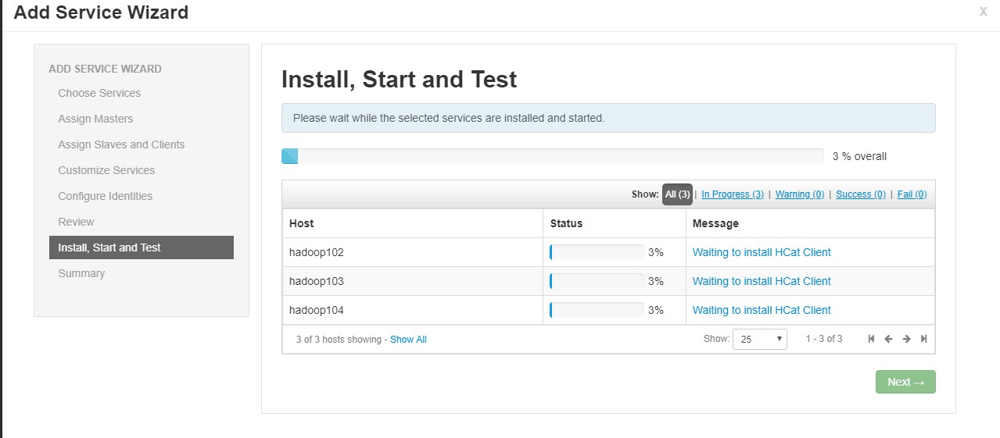 Add Service Wizard
x
ADD SERVICE WIZARD
Choose Services
Assign Masters
Assign Slaves and Clients
Customize Services
Configure Identities
Review
Install, Start and Test
Summary
Install, Start and Test
Please wait while the selected services are installed and started.
3 % overall
Show: All (3) | In Progress (3) | Warning (0) | Success (0) | Fail (0)
Host Status Message
hadoop102 3% Waiting to install HCat Client
hadoop103 3% Waiting to install HCat Client
hadoop104 3% Waiting to install HCat Client
3 of 3 hosts showing - Show All Show: 25 1 - 3 of 3
Next →